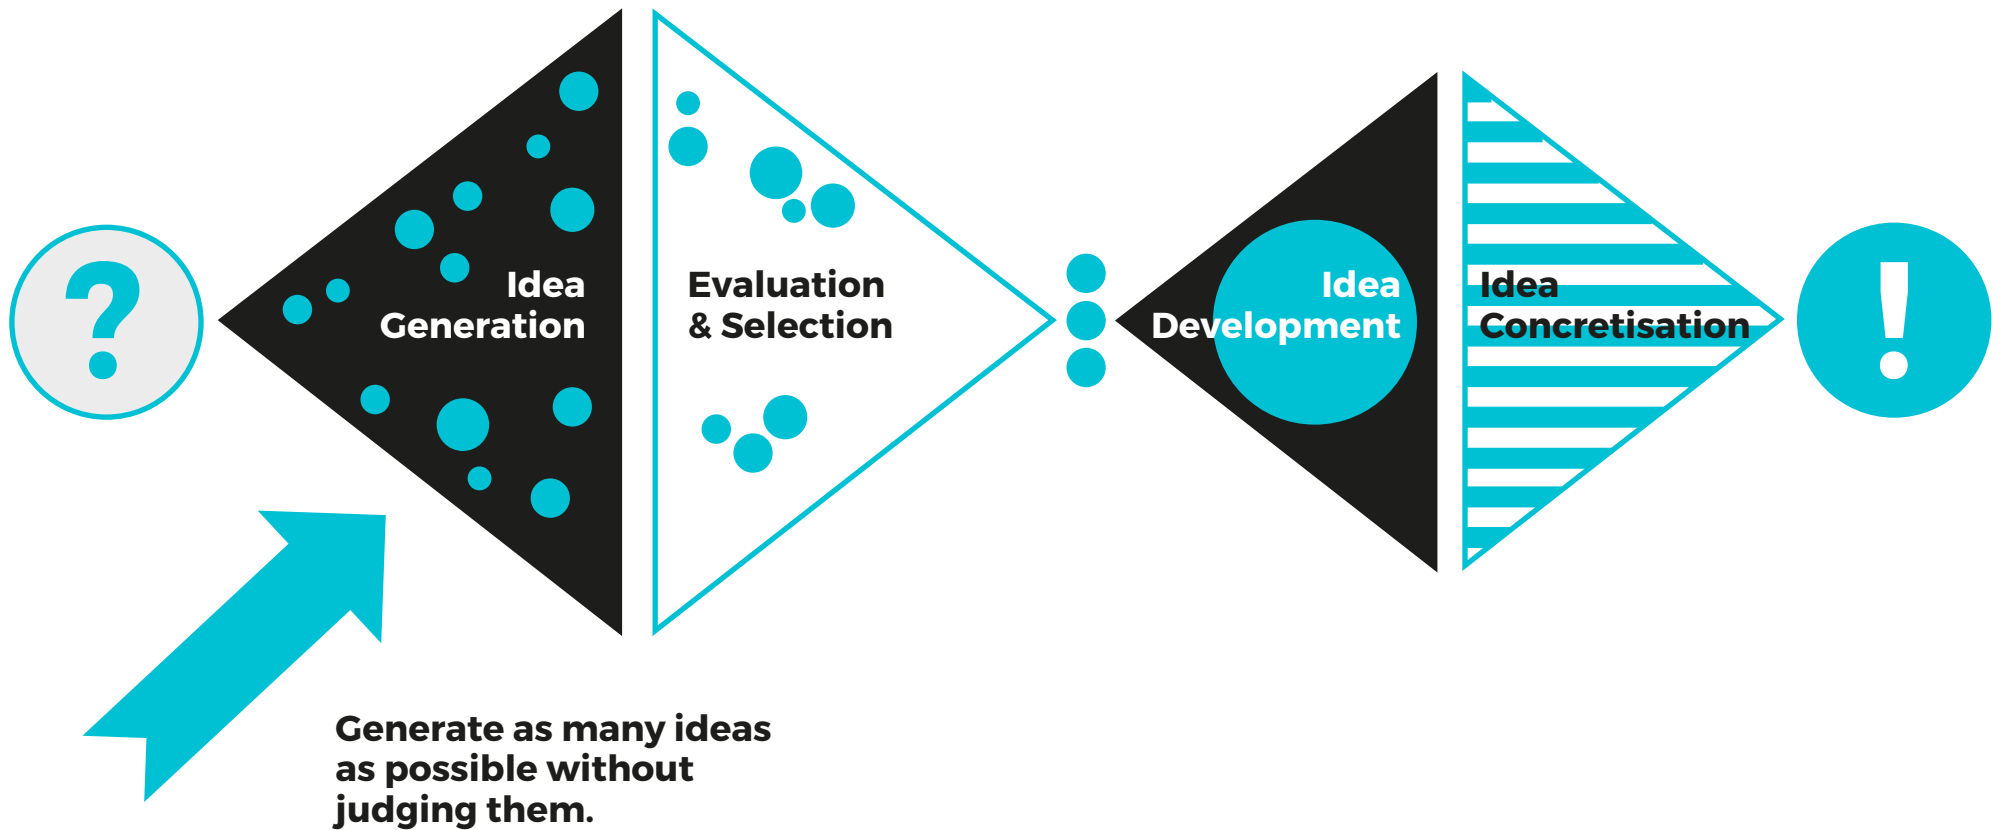 ?
Idea
Generation
Evaluation
& Selection
Idea
Development
Idea
Concretisation
!
Generate as many ideas
as possible without
judging them.